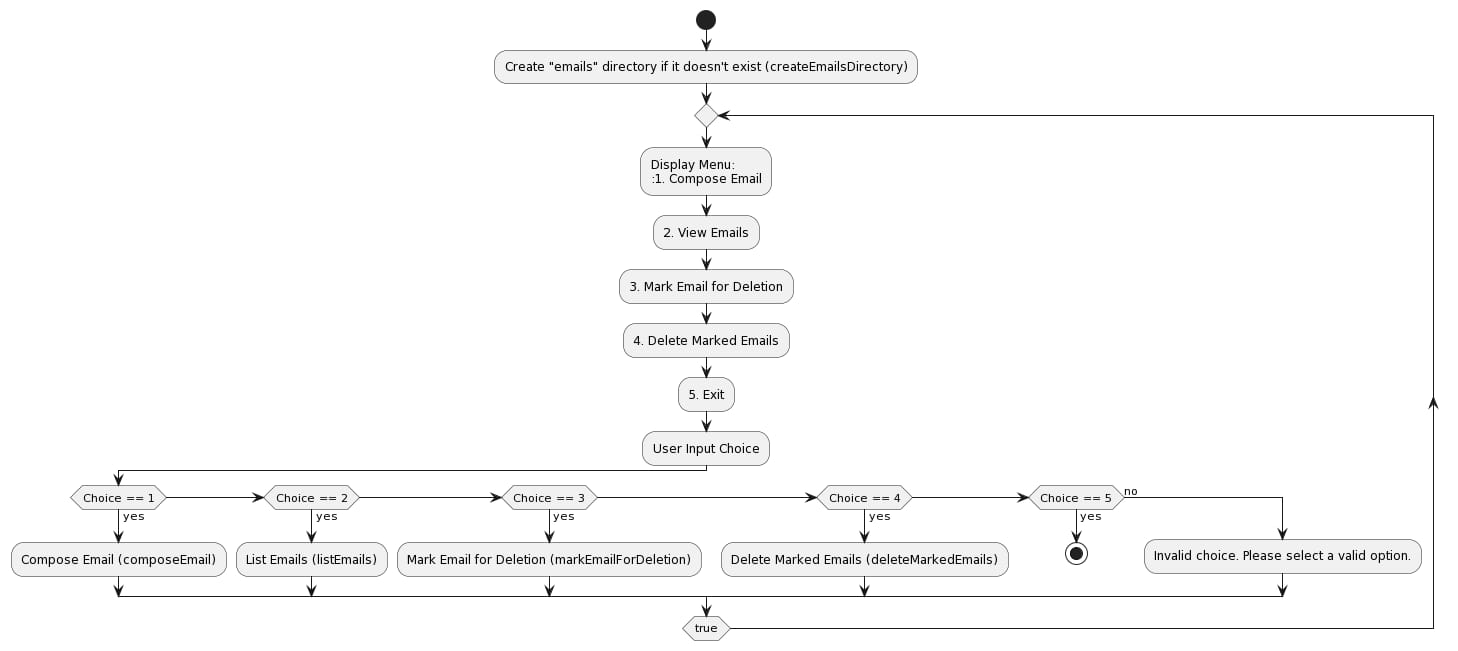 Create "emails" directory if it doesn't exist (createEmailsDirectory)
Display Menu:
:1. Compose Email
2. View Emails
3. Mark Email for Deletion
4. Delete Marked Emails
5. Exit
User Input Choice
Choice == 1
Choice == 2
Choice == 3
Choice == 4
Choice == 5
no
yes
yes
yes
yes
yes
Compose Email (composeEmail)
List Emails (listEmails)
Mark Email for Deletion (markEmailForDeletion)
Delete Marked Emails (deleteMarkedEmails)
Invalid choice. Please select a valid option.
true